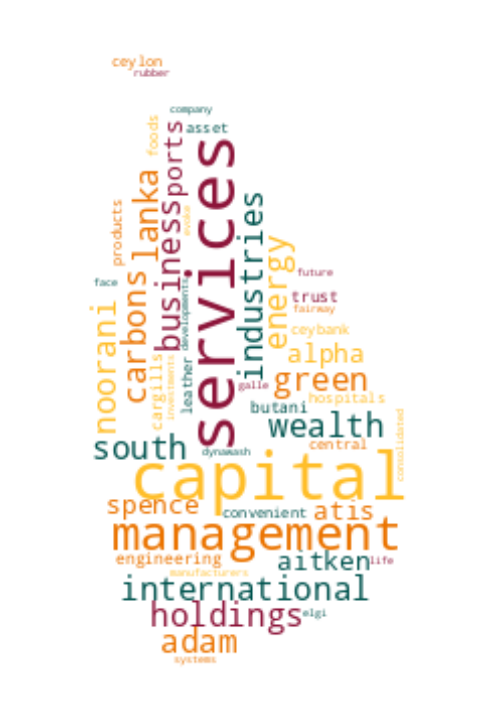 ceylon
rubber
company
asset
foods
ports
services
products
lanka
business
evoke
industries
energy
face
carbons
developments
future
trust
fairway
noorani
cargills
investments
leather
ceybank
alpha
galle
green
hospitals
butani
wealth
consolidated
south
dynawash
central
capital
spence
convenient
atis
management
engineering
aitken
life
manufacturers
international
holdings
elgi
adam
systems